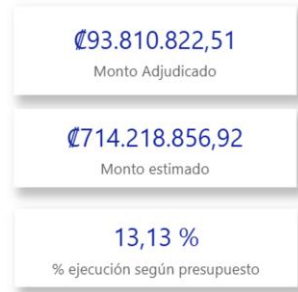 ₡93.810.822,51
Monto Adjudicado
₡714.218.856,92
Monto estimado
13,13 %
% ejecución según presupuesto